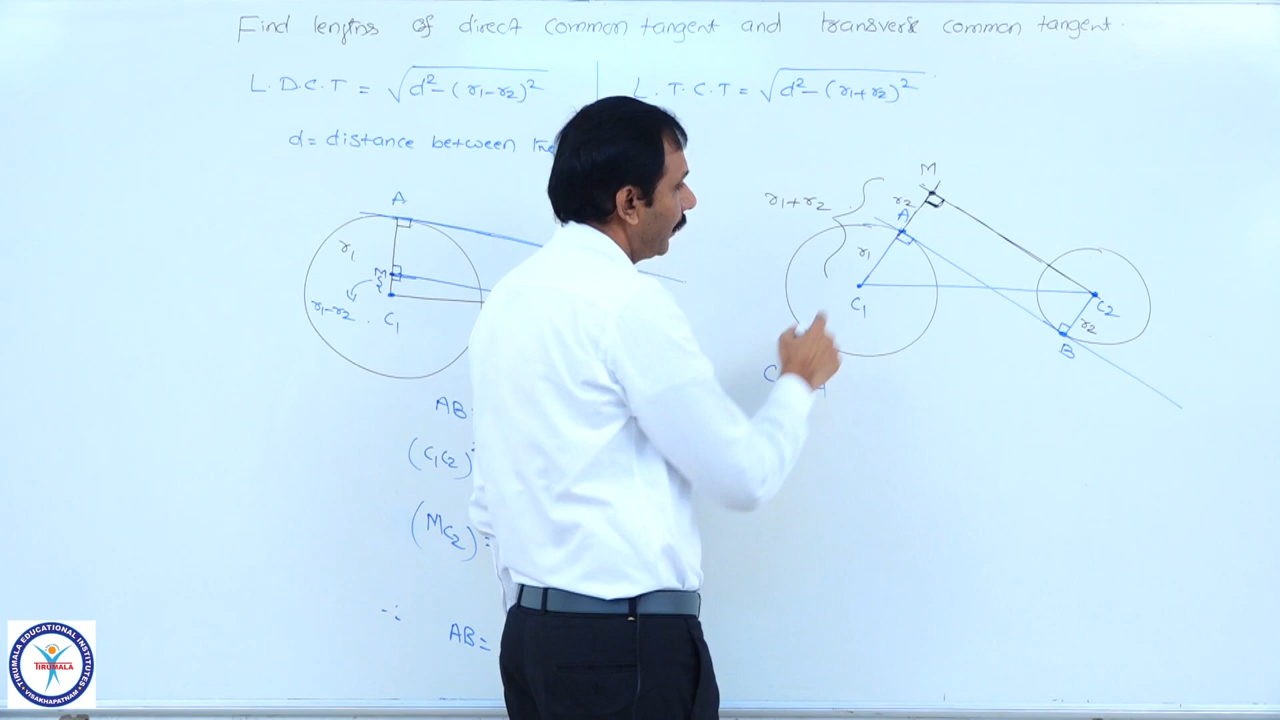 Find lengths of direct common tangent and transverse common tangent.
L.D.C.T = √d²-(r1-r2)²
L.T.C.T = √d²-(r1+r2)²
d = distance between the
A
r1
M
r1-r2
C1
AB=
(C1C2)²
(MC2)=
∴
AB=
M
r1+r2
r2
A
r1
C1
C2
r2
B
C
TIRUMALA EDUCATIONAL INSTITUTES
TIRUMALA
VISAKHAPATNAM